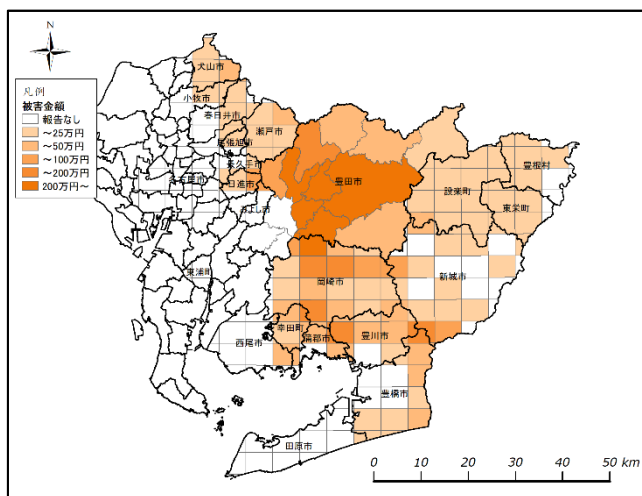 N
凡例
被害金額
報告なし
～25万円
～50万円
～100万円
～200万円
200万円～
犬山市
小牧市
春日井市
瀬戸市
尾張旭市
長久手市
名古屋市
日進市
みよし市
豊田市
設楽町
豊根村
東栄町
東浦町
岡崎市
新城市
西尾市
幸田町
蒲郡市
豊川市
豊橋市
田原市
0 10 20 30 40 50 km